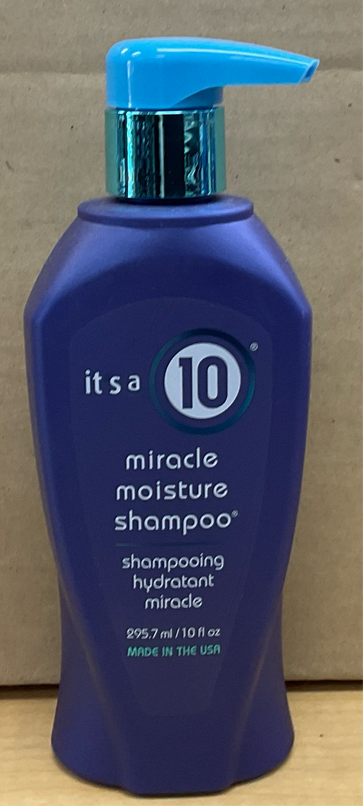 it s a 10®
miracle
moisture
shampoo®
shampooing
hydratant
miracle
295.7 ml / 10 fl oz
MADE IN THE USA